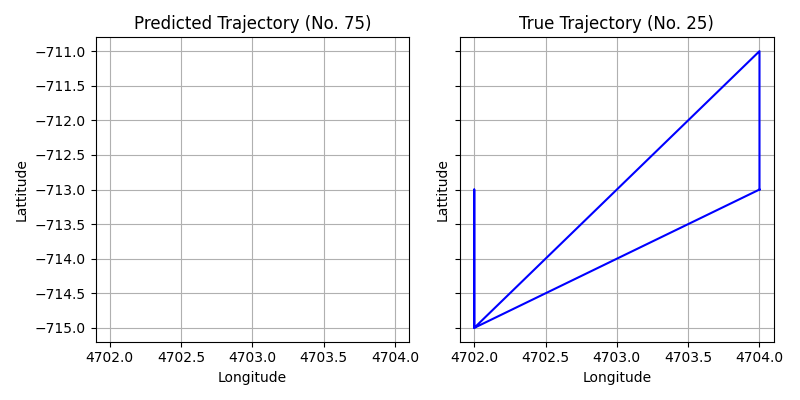 Predicted Trajectory (No. 75)
−711.0
−711.5
−712.0
−712.5
−713.0
−713.5
−714.0
−714.5
−715.0
Lattitude
4702.0 4702.5 4703.0 4703.5 4704.0
Longitude
True Trajectory (No. 25)
Lattitude
4702.0 4702.5 4703.0 4703.5 4704.0
Longitude